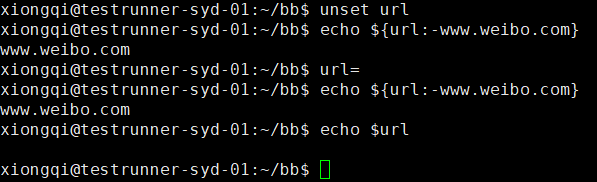 xiongqi@testrunner-syd-01:~/bb$ unset url
xiongqi@testrunner-syd-01:~/bb$ echo ${url:-www.weibo.com}
www.weibo.com
xiongqi@testrunner-syd-01:~/bb$ url=
xiongqi@testrunner-syd-01:~/bb$ echo ${url:-www.weibo.com}
www.weibo.com
xiongqi@testrunner-syd-01:~/bb$ echo $url

xiongqi@testrunner-syd-01:~/bb$